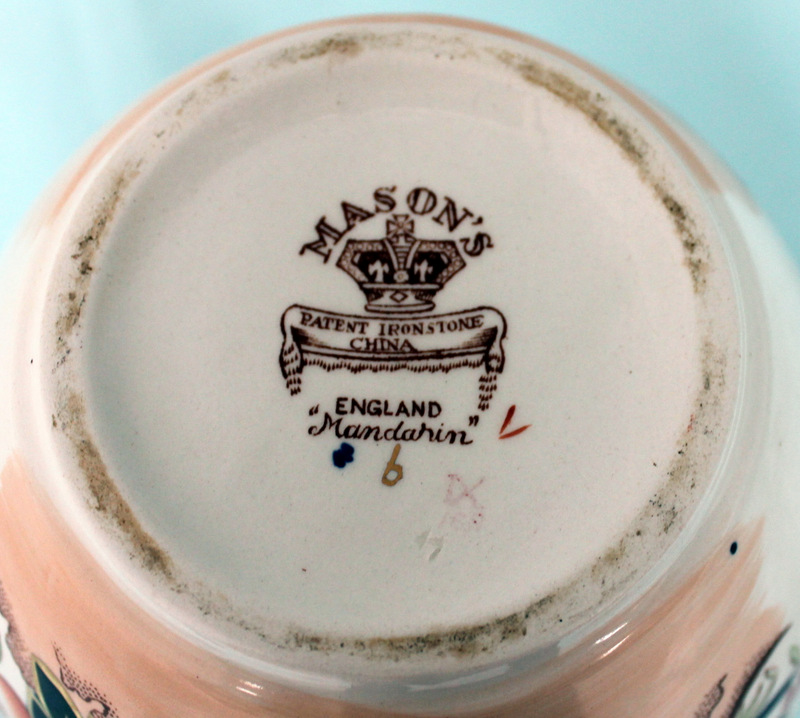 MASON'S
PATENT IRONSTONE
CHINA
ENGLAND
"Mandarin"
6